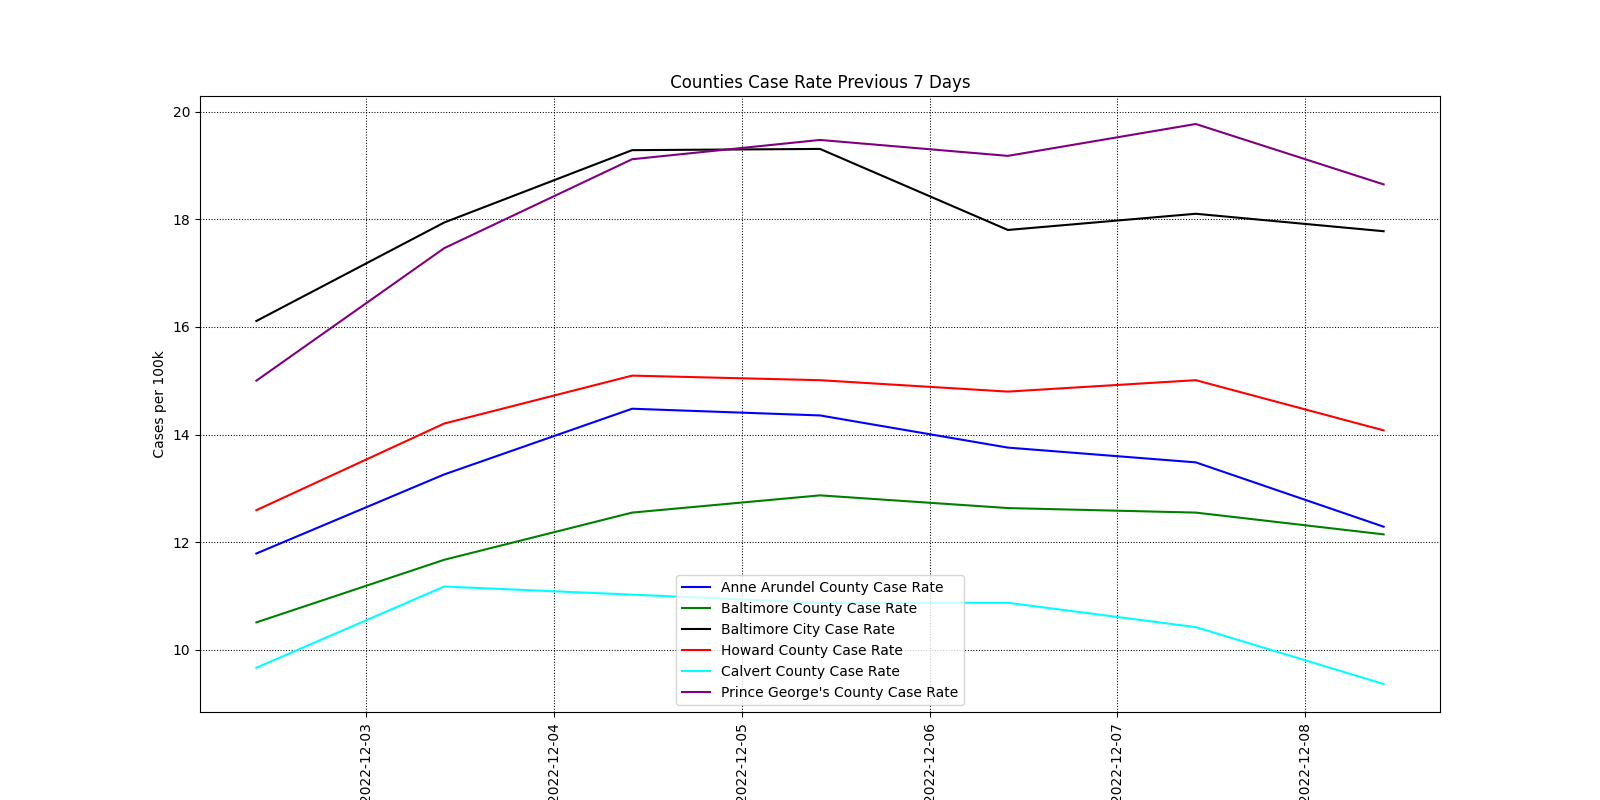 Counties Case Rate Previous 7 Days
20
18
16
14
12
10
Cases per 100k
Anne Arundel County Case Rate
Baltimore County Case Rate
Baltimore City Case Rate
Howard County Case Rate
Calvert County Case Rate
Prince George's County Case Rate
2022-12-03
2022-12-04
2022-12-05
2022-12-06
2022-12-07
2022-12-08